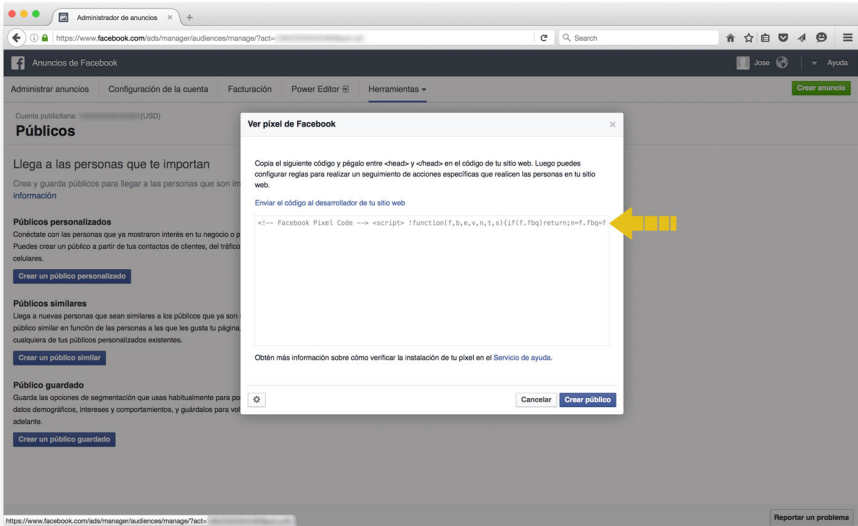 Administrador de anuncios
https://www.facebook.com/ads/manager/audiences/manage/?act=
Search
Anuncios de Facebook
Jose
Ayuda
Administrar anuncios
Configuración de la cuenta
Facturación
Power Editor
Herramientas
Crear anuncio
Cuenta publicitaria: (USD)
Públicos
Llega a las personas que te importan
Crea y guarda públicos para llegar a las personas que son im
información
Públicos personalizados
Conéctate con las personas que ya mostraron interés en tu negocio o p
Puedes crear un público a partir de tus contactos de clientes, del tráfico
celulares.
Crear un público personalizado
Públicos similares
Llega a nuevas personas que sean similares a los públicos que ya son
público similar en función de las personas a las que les gusta tu página,
cualquiera de tus públicos personalizados existentes.
Crear un público similar
Público guardado
Guarda las opciones de segmentación que usas habitualmente para po
datos demográficos, intereses y comportamientos, y guárdalos para vol
adelante.
Crear un público guardado
Ver píxel de Facebook
Copia el siguiente código y pégalo entre <head> y </head> en el código de tu sitio web. Luego puedes
configurar reglas para realizar un seguimiento de acciones específicas que realicen las personas en tu sitio
web.
Enviar el código al desarrollador de tu sitio web
<!-- Facebook Pixel Code --> <script> !function(f,b,e,v,n,t,s){if(f.fbq)return;n=f.fbq=f
Obtén más información sobre cómo verificar la instalación de tu píxel en el Servicio de ayuda.
Cancelar
Crear público
https://www.facebook.com/ads/manager/audiences/manage/?act=
Reportar un problema